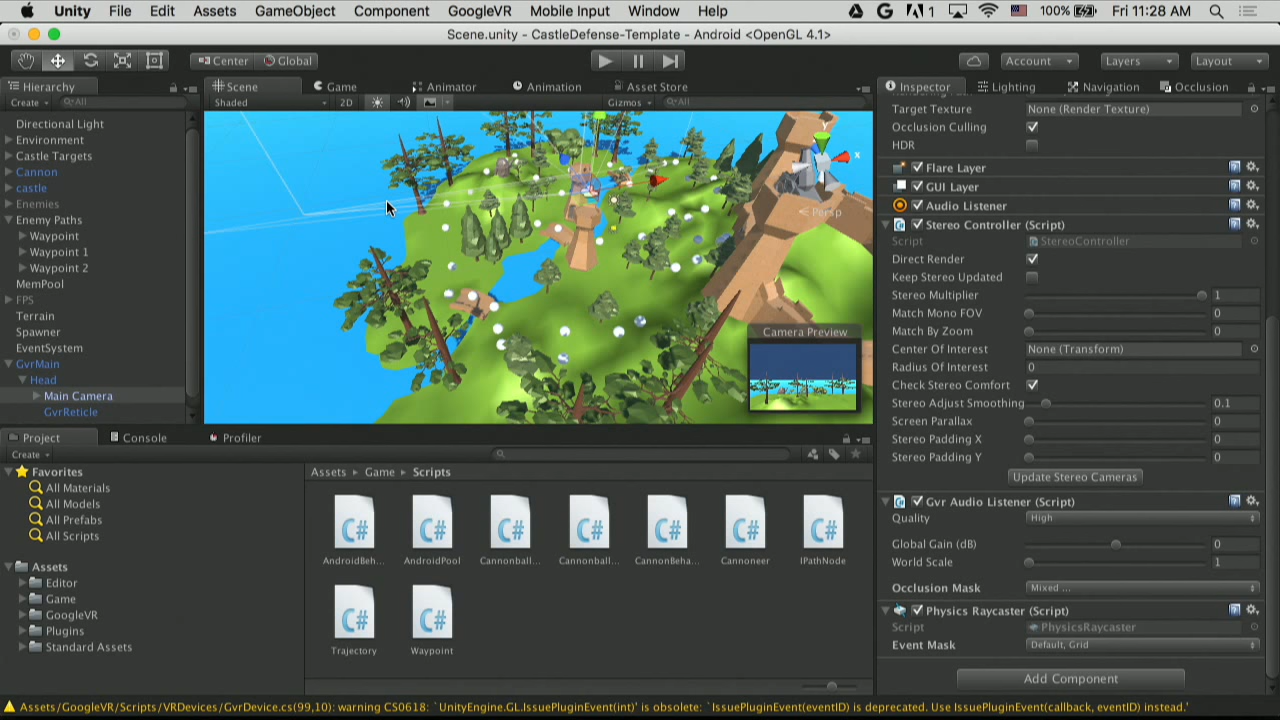 Unity File Edit Assets GameObject Component GoogleVR Mobile Input Window Help 1 100% Fri 11:28 AM
Scene.unity - CastleDefense-Template - Android <OpenGL 4.1>
Center Global Account Layers Layout
Hierarchy Scene Game Animator Animation Asset Store Inspector Lighting Navigation Occlusion
Create All Shaded 2D Gizmos All
Target Texture None (Render Texture)
Directional Light
Environment
Castle Targets
Cannon
castle
Enemies
Enemy Paths
Waypoint
Waypoint 1
Waypoint 2
MemPool
FPS
Terrain
Spawner
EventSystem
GvrMain
Head
Main Camera
GvrReticle
Y
x
Persp
Camera Preview
Occlusion Culling
HDR
Flare Layer
GUI Layer
Audio Listener
Stereo Controller (Script)
Script StereoController
Direct Render
Keep Stereo Updated
Stereo Multiplier 1
Match Mono FOV 0
Match By Zoom 0
Center Of Interest None (Transform)
Radius Of Interest 0
Check Stereo Comfort
Stereo Adjust Smoothing 0.1
Screen Parallax 0
Stereo Padding X 0
Stereo Padding Y 0
Update Stereo Cameras
Gvr Audio Listener (Script)
Quality High
Global Gain (dB) 0
World Scale 1
Occlusion Mask Mixed ...
Physics Raycaster (Script)
Script PhysicsRaycaster
Event Mask Default, Grid
Add Component
Project Console Profiler
Create
Favorites
All Materials
All Models
All Prefabs
All Scripts
Assets
Editor
Game
GoogleVR
Plugins
Standard Assets
Assets Game Scripts
C# C# C# C# C# C# C#
AndroidBeh... AndroidPool Cannonball... Cannonball... CannonBeha... Cannoneer IPathNode
C# C#
Trajectory Waypoint
Assets/GoogleVR/Scripts/VRDevices/GvrDevice.cs(99,10): warning CS0618: `UnityEngine.GL.IssuePluginEvent(int)' is obsolete: `IssuePluginEvent(eventID) is deprecated. Use IssuePluginEvent(callback, eventID) instead.'